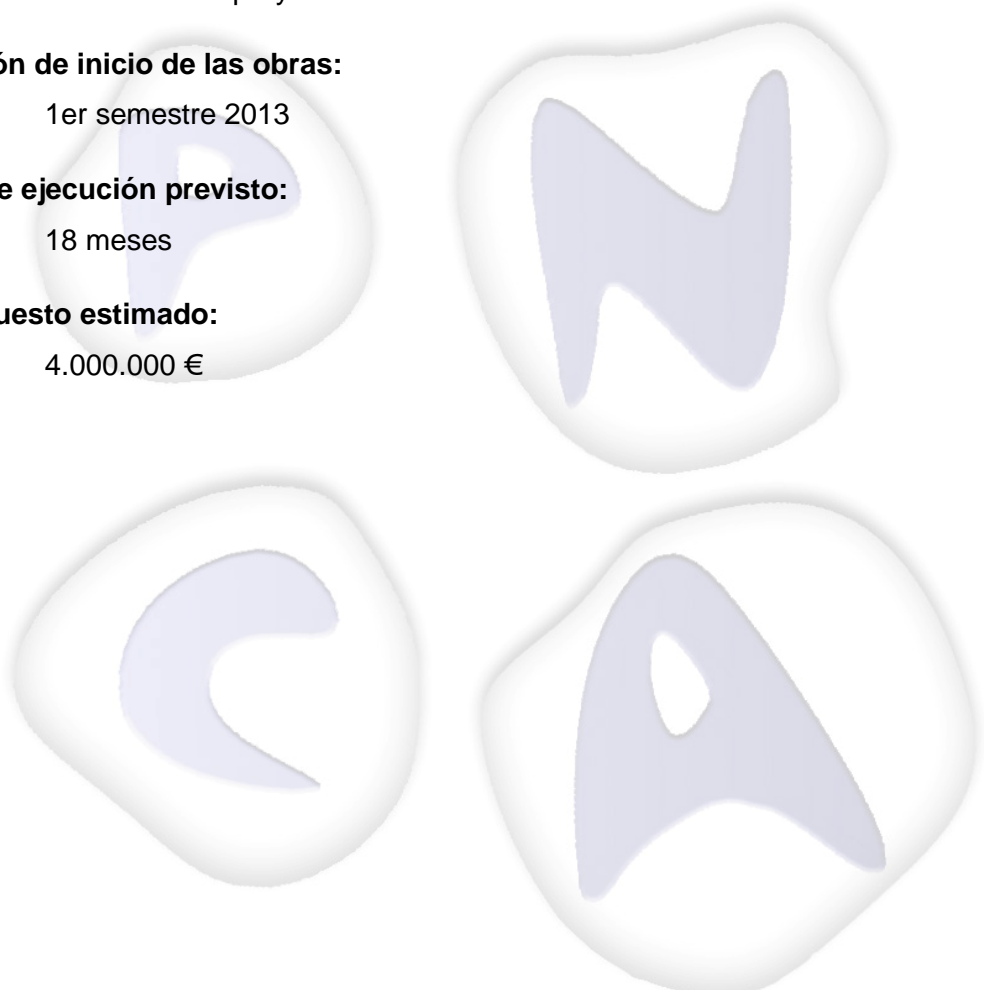 ón de inicio de las obras:
1er semestre 2013
e ejecución previsto:
18 meses
uesto estimado:
4.000.000 €
P N
C A